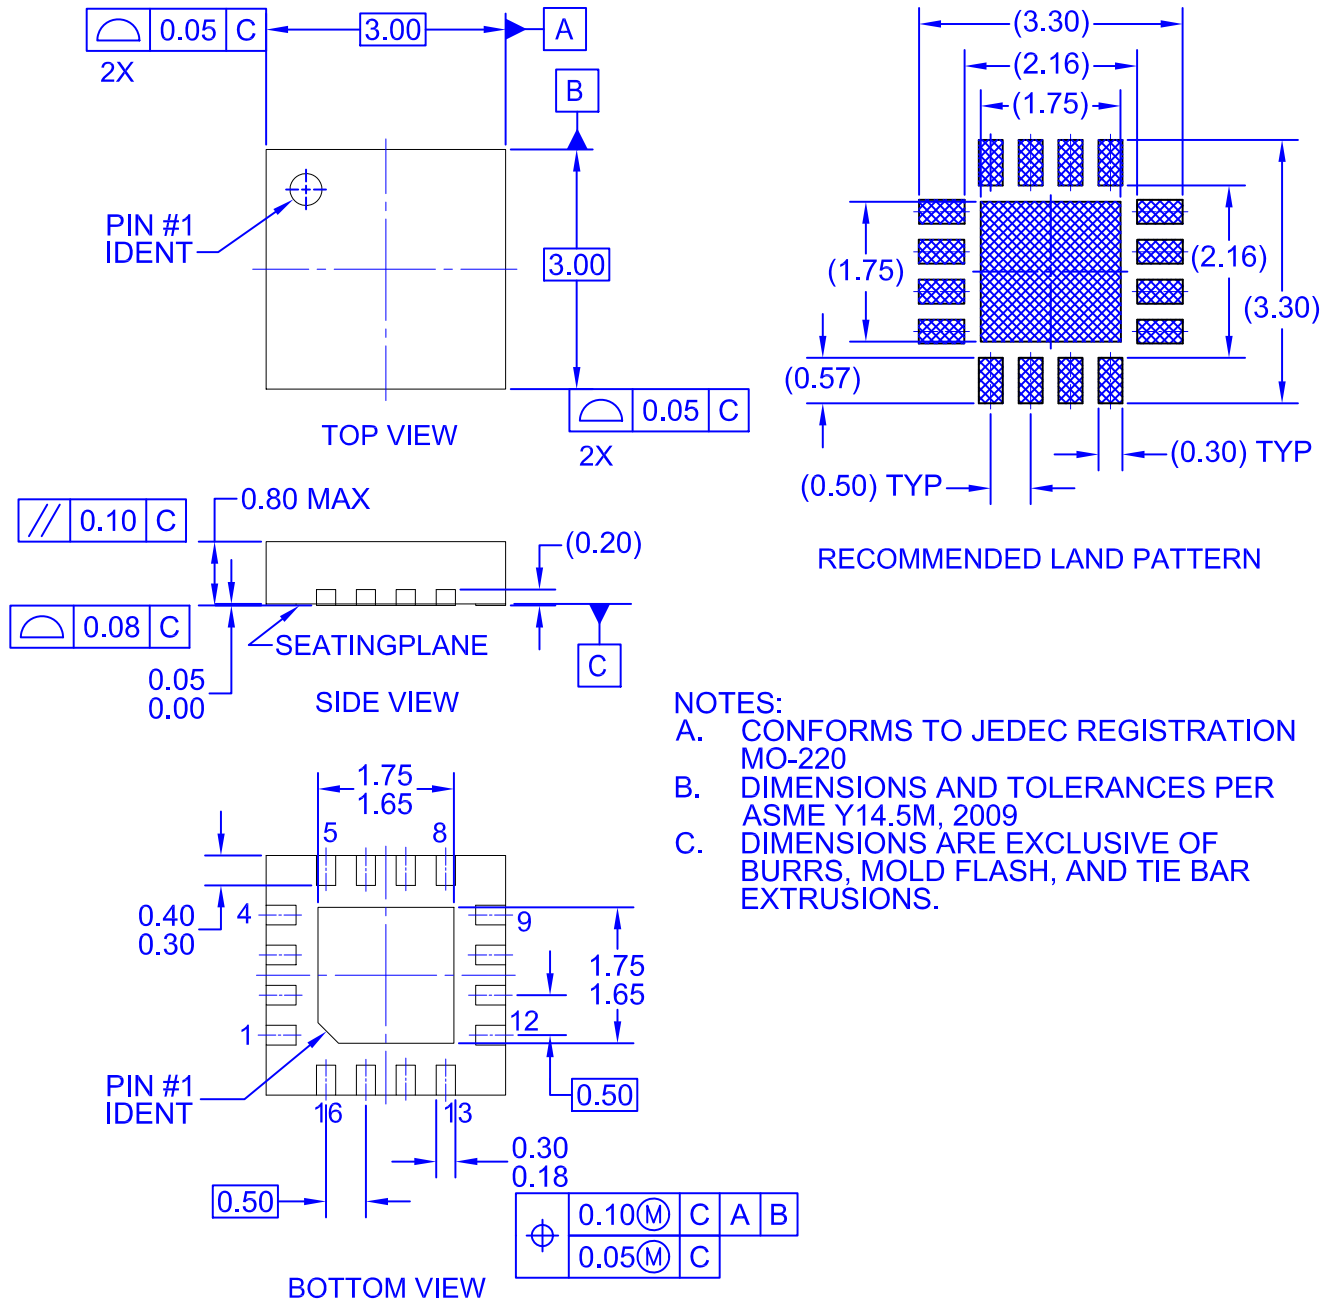 0.05 C
2X
3.00
A
B
PIN #1
IDENT
3.00
0.05 C
2X
TOP VIEW
(3.30)
(2.16)
(1.75)
(1.75)
(2.16)
(3.30)
(0.57)
(0.50) TYP
(0.30) TYP
RECOMMENDED LAND PATTERN
// 0.10 C
0.80 MAX
(0.20)
0.08 C
SEATINGPLANE
C
0.05
0.00
SIDE VIEW
NOTES:
A. CONFORMS TO JEDEC REGISTRATION
MO-220
B. DIMENSIONS AND TOLERANCES PER
ASME Y14.5M, 2009
C. DIMENSIONS ARE EXCLUSIVE OF
BURRS, MOLD FLASH, AND TIE BAR
EXTRUSIONS.
1.75
1.65
5 8
0.40
0.30
4
9
1.75
1.65
1
12
PIN #1
IDENT
16 13
0.50
0.30
0.18
0.50
0.10Ⓜ C A B
0.05Ⓜ C
BOTTOM VIEW